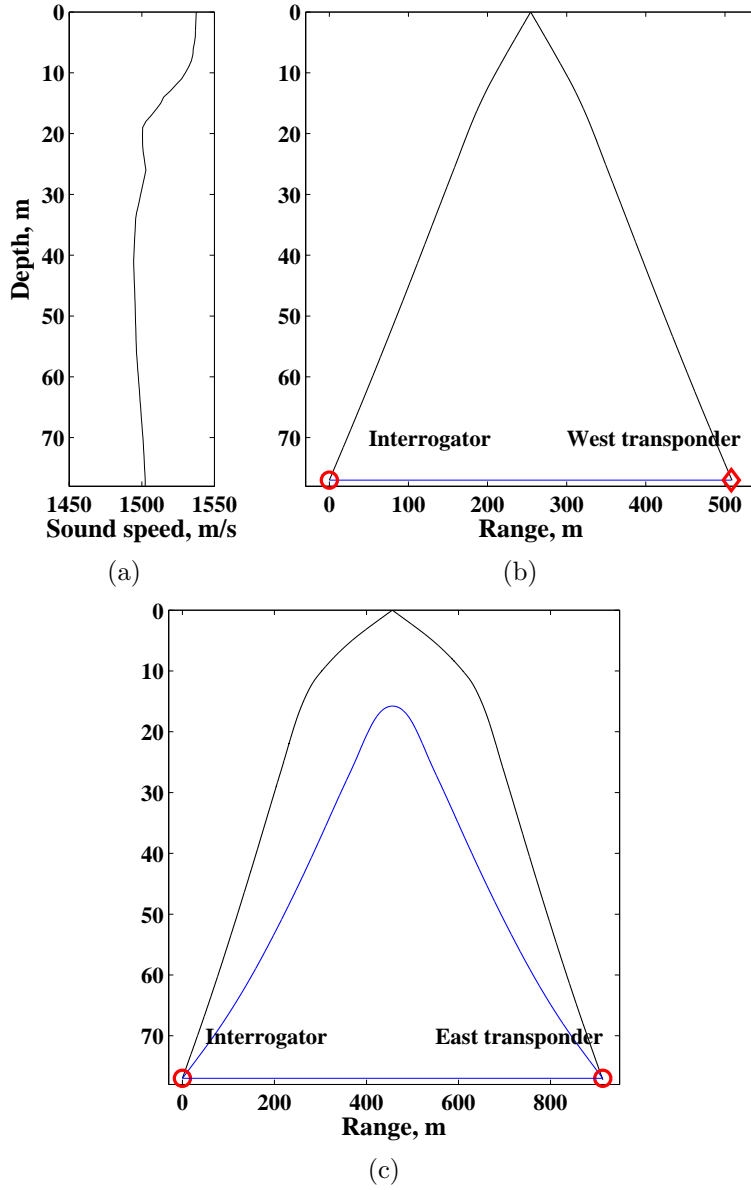 0
10
20
30
40
50
60
70
Depth, m
1450 1500 1550
Sound speed, m/s
(a)
0
10
20
30
40
50
60
70
Interrogator West transponder
0 100 200 300 400 500
Range, m
(b)
0
10
20
30
40
50
60
70
Interrogator East transponder
0 200 400 600 800
Range, m
(c)